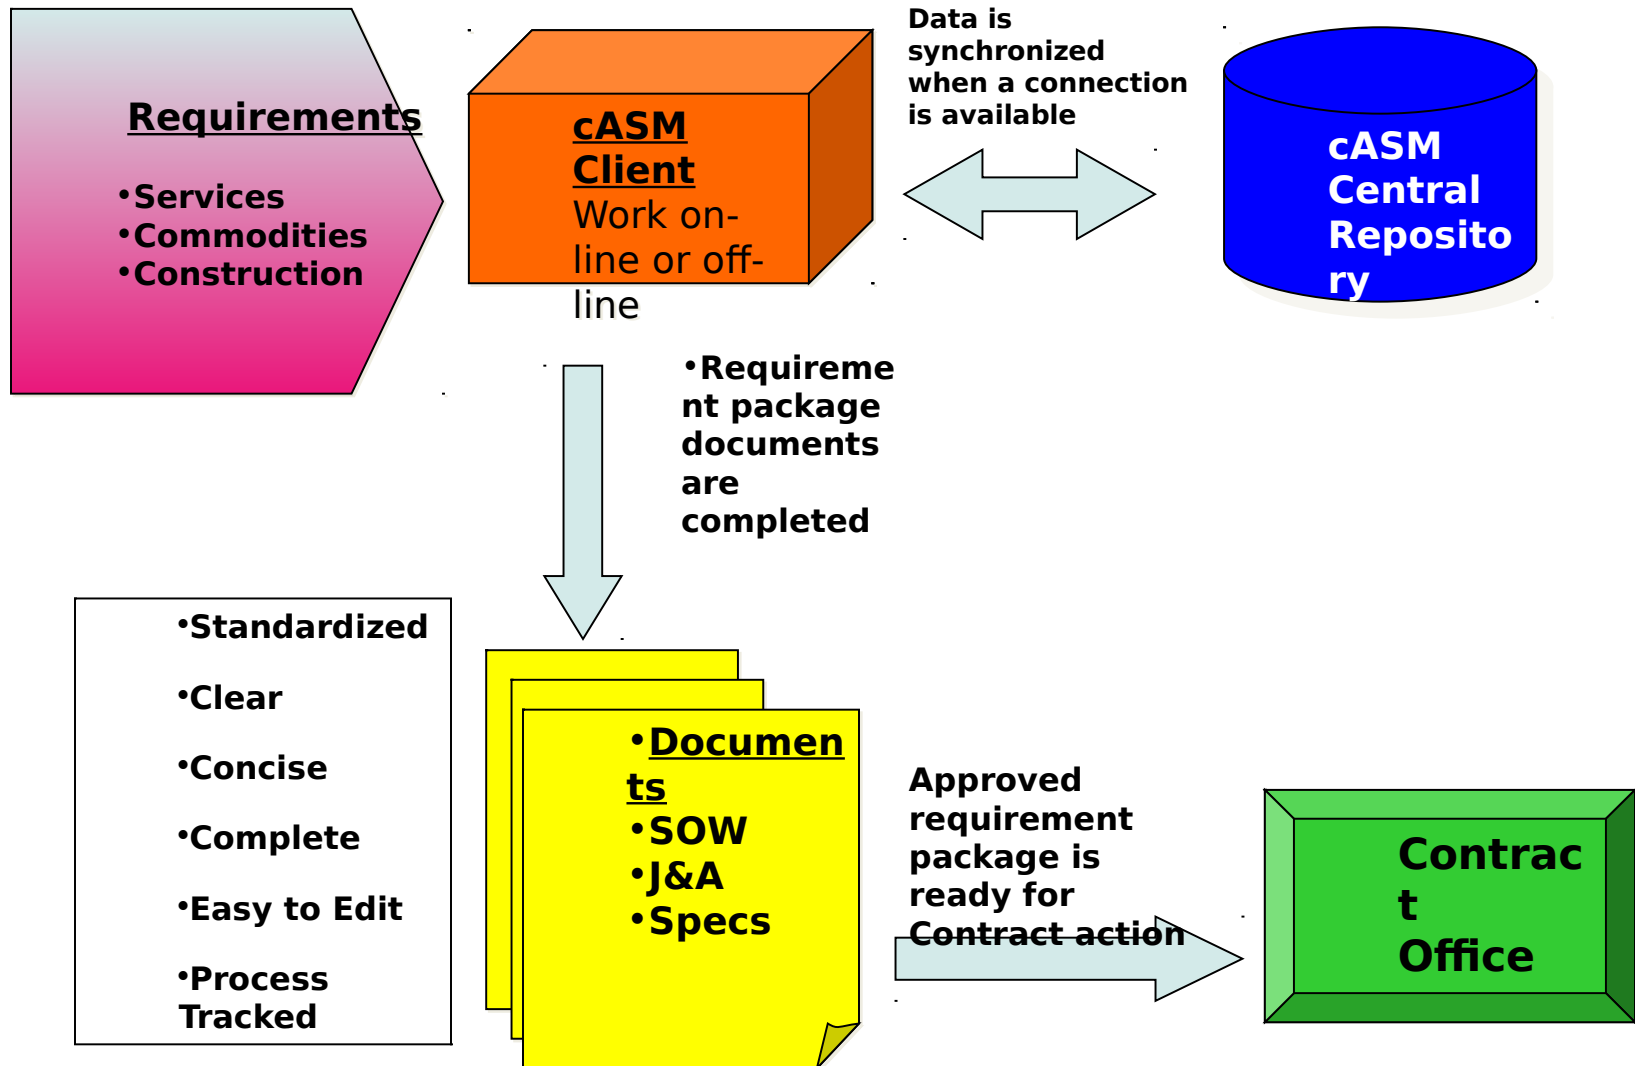 Requirements
•Services
•Commodities
•Construction
cASM
Client
Work on-
line or off-
line
Data is
synchronized
when a connection
is available
cASM
Central
Reposito
ry
•Requireme
nt package
documents
are
completed
•Standardized
•Clear
•Concise
•Complete
•Easy to Edit
•Process
Tracked
•Documen
ts
•SOW
•J&A
•Specs
Approved
requirement
package is
ready for
Contract action
Contrac
t
Office